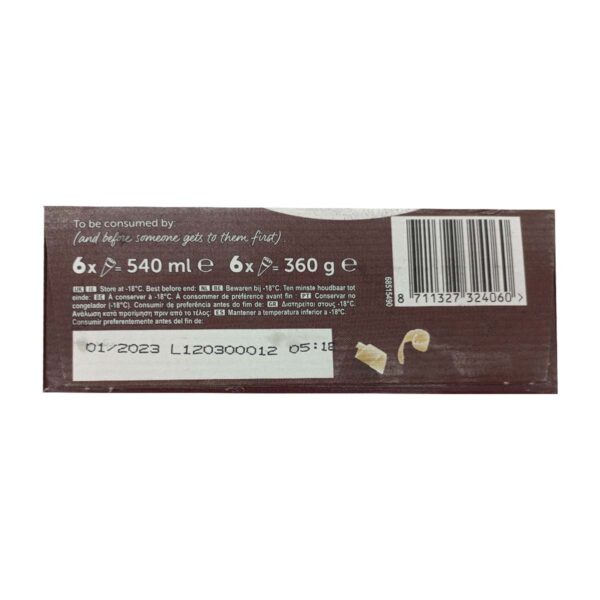 To be consumed by:
(and before someone gets to them first).
6x = 540 ml ℮ 6x = 360 g ℮
UK IE Store at -18°C. Best before end: NL BE Bewaren bij -18°C. Ten minste houdbaar tot
einde: BE À conserver à -18°C. À consommer de préférence avant fin : PT Conservar no
congelador (-18°C). Consumir de preferência antes do fim de: GR Διατηρείται στους -18°C.
Ανάλωση κατά προτίμηση πριν από το τέλος: ES Mantener a temperatura inferior a -18°C.
Consumir preferentemente antes del fin de:
01/2023 L120300012 05:18
68515490
8 711327 324060 >